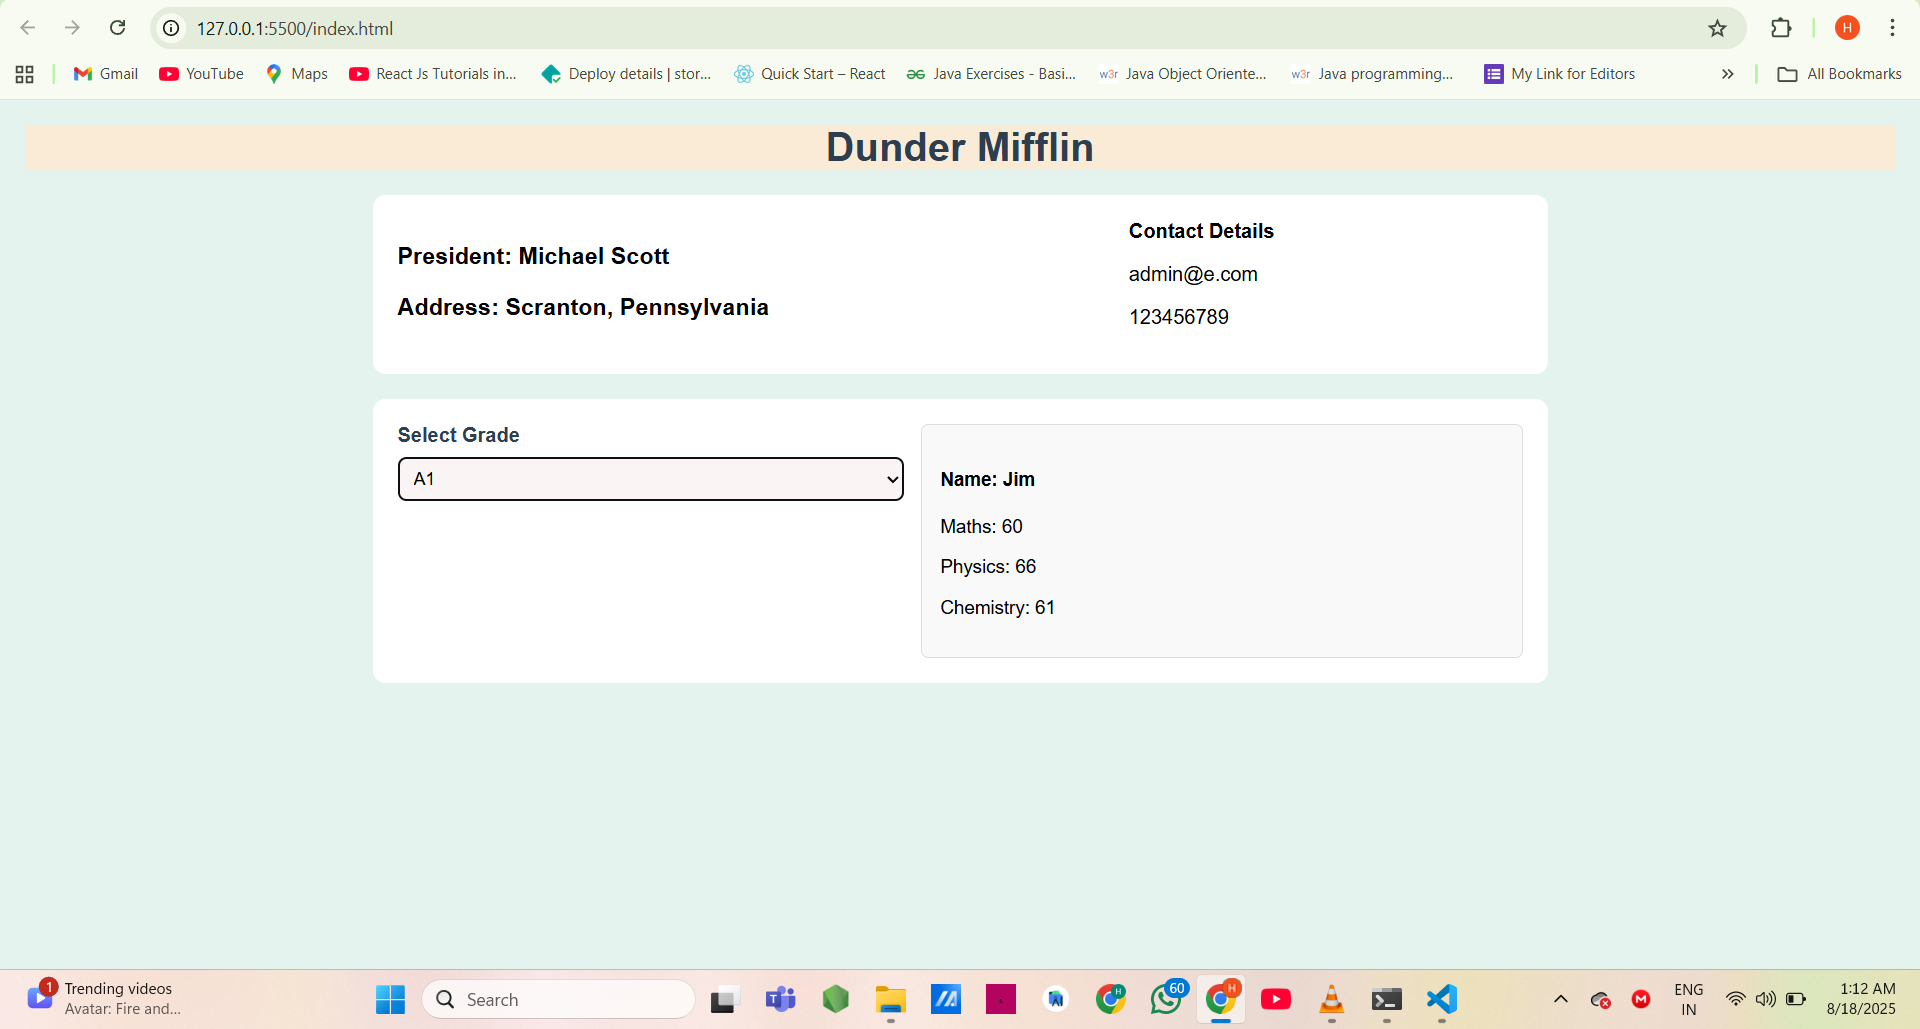 127.0.0.1:5500/index.html
H
Gmail
YouTube
Maps
React Js Tutorials in...
Deploy details | stor...
Quick Start – React
Java Exercises - Basi...
w3r
Java Object Oriente...
w3r
Java programming...
My Link for Editors
All Bookmarks
Dunder Mifflin
President: Michael Scott
Address: Scranton, Pennsylvania
Contact Details
admin@e.com
123456789
Select Grade
A1
Name: Jim
Maths: 60
Physics: 66
Chemistry: 61
1
Trending videos
Avatar: Fire and...
Search
T
H
60
H
M
ENG
IN
1:12 AM
8/18/2025